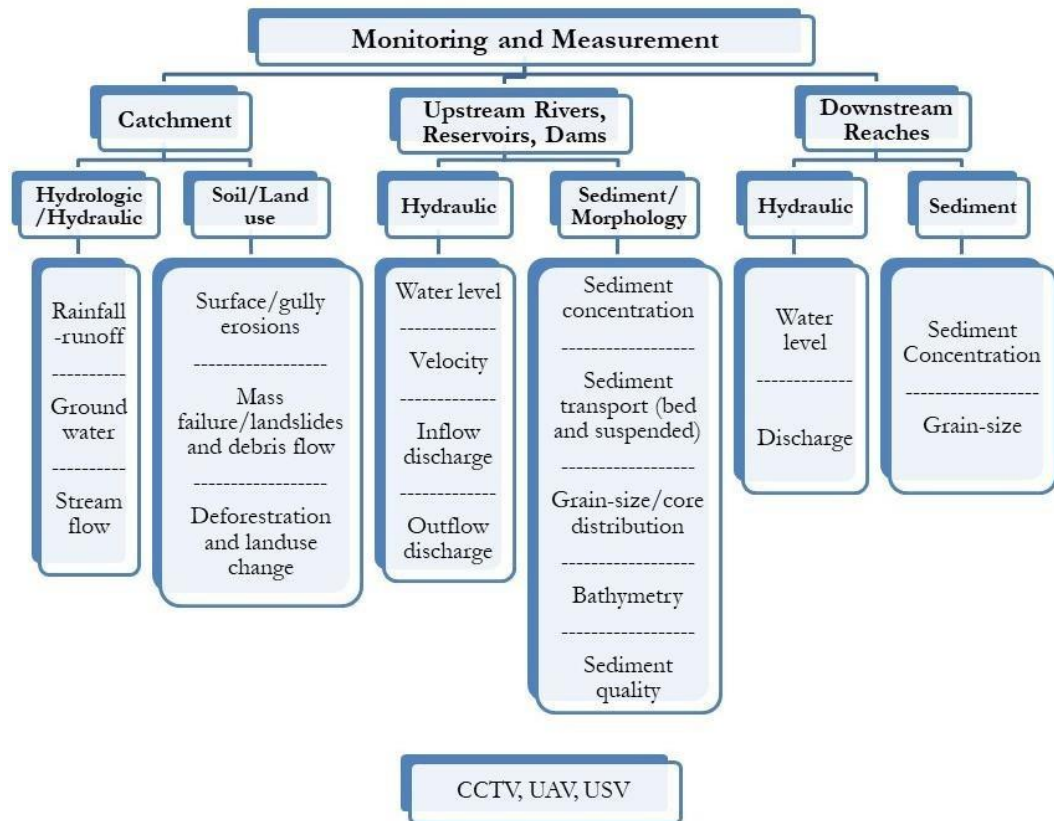 Monitoring and Measurement
Catchment
Upstream Rivers,
Reservoirs, Dams
Downstream
Reaches
Hydrologic
/Hydraulic
Soil/Land
use
Hydraulic
Sediment/
Morphology
Hydraulic
Sediment
Rainfall
-runoff
----------
Ground
water
----------
Stream
flow
Surface/gully
erosions
------------------
Mass
failure/landslides
and debris flow
------------------
Deforestration
and landuse
change
Water level
-------------
Velocity
-------------
Inflow
discharge
-------------
Outflow
discharge
Sediment
concentration
------------------
Sediment
transport (bed
and suspended)
------------------
Grain-size/core
distribution
------------------
Bathymetry
------------------
Sediment
quality
Water
level
-------------
Discharge
Sediment
Concentration
------------------
Grain-size
CCTV, UAV, USV